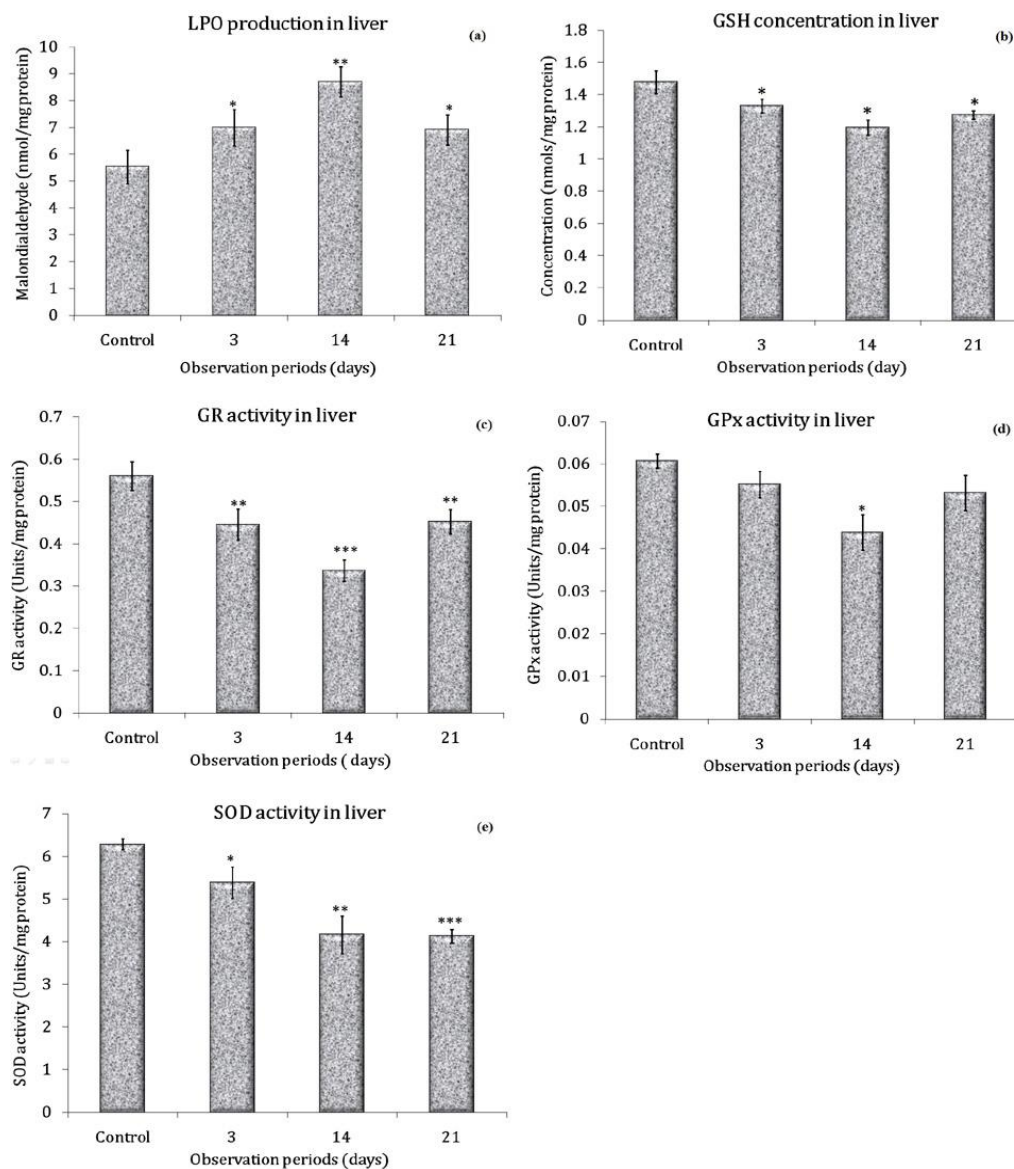 LPO production in liver
(a)
Malondialdehyde (nmol/mg protein)
10
9
8
7
6
5
4
3
2
1
0
*
**
*
Control 3 14 21
Observation periods (days)
GSH concentration in liver
(b)
Concentration (nmols/mg protein)
1.8
1.6
1.4
1.2
1
0.8
0.6
0.4
0.2
0
*
*
*
Control 3 14 21
Observation periods (days)
GR activity in liver
(c)
GR activity (Units/mg protein)
0.7
0.6
0.5
0.4
0.3
0.2
0.1
0
**
***
**
Control 3 14 21
Observation periods ( days)
GPx activity in liver
(d)
GPx activity (Units/mg protein)
0.07
0.06
0.05
0.04
0.03
0.02
0.01
0
*
Control 3 14 21
Observation periods (days)
SOD activity in liver
(e)
SOD activity (Units/mg protein)
7
6
5
4
3
2
1
0
*
**
***
Control 3 14 21
Observation periods (days)